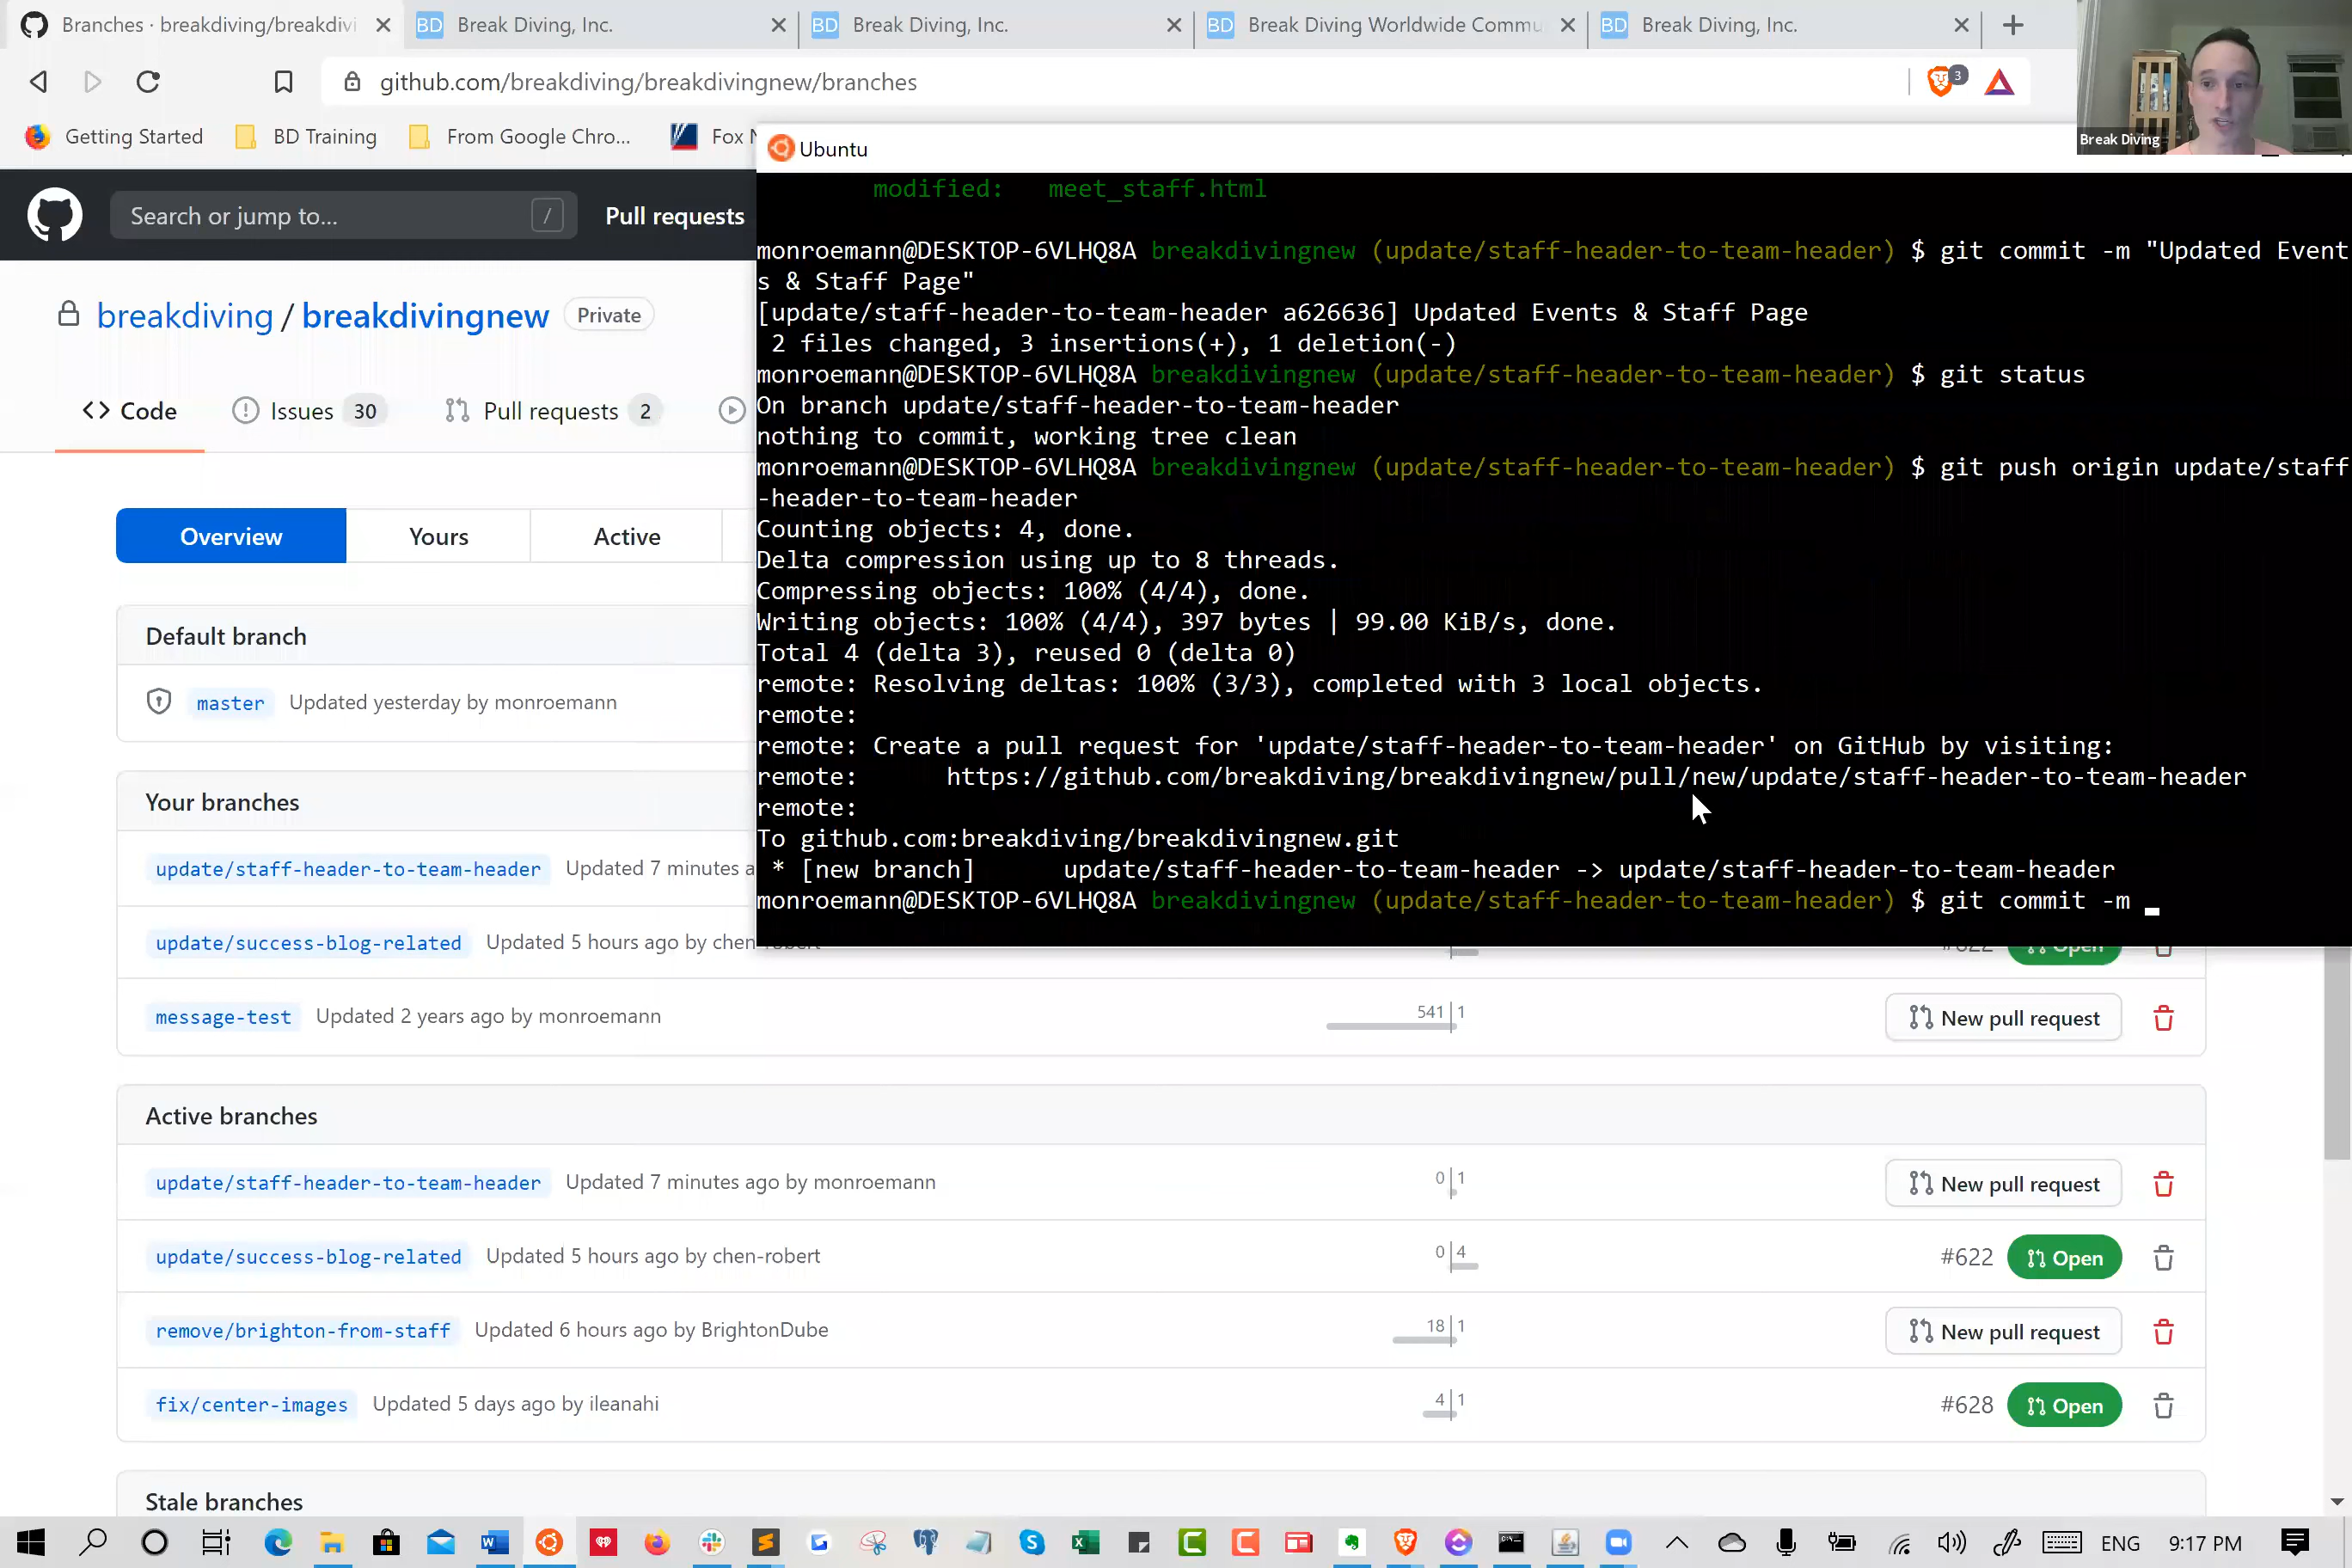 Branches · breakdiving/breakdivi
BD Break Diving, Inc.
BD Break Diving, Inc.
BD Break Diving Worldwide Commu
BD Break Diving, Inc.
github.com/breakdiving/breakdivingnew/branches
3
Getting Started
BD Training
From Google Chro...
Fox N
Break Diving
Ubuntu
Search or jump to...
/
Pull requests
modified: meet_staff.html
monroemann@DESKTOP-6VLHQ8A breakdivingnew (update/staff-header-to-team-header) $ git commit -m "Updated Event
s & Staff Page"
[update/staff-header-to-team-header a626636] Updated Events & Staff Page
2 files changed, 3 insertions(+), 1 deletion(-)
monroemann@DESKTOP-6VLHQ8A breakdivingnew (update/staff-header-to-team-header) $ git status
On branch update/staff-header-to-team-header
nothing to commit, working tree clean
monroemann@DESKTOP-6VLHQ8A breakdivingnew (update/staff-header-to-team-header) $ git push origin update/staff
-header-to-team-header
Counting objects: 4, done.
Delta compression using up to 8 threads.
Compressing objects: 100% (4/4), done.
Writing objects: 100% (4/4), 397 bytes | 99.00 KiB/s, done.
Total 4 (delta 3), reused 0 (delta 0)
remote: Resolving deltas: 100% (3/3), completed with 3 local objects.
remote:
remote: Create a pull request for 'update/staff-header-to-team-header' on GitHub by visiting:
remote: https://github.com/breakdiving/breakdivingnew/pull/new/update/staff-header-to-team-header
remote:
To github.com:breakdiving/breakdivingnew.git
* [new branch] update/staff-header-to-team-header -> update/staff-header-to-team-header
monroemann@DESKTOP-6VLHQ8A breakdivingnew (update/staff-header-to-team-header) $ git commit -m
breakdiving / breakdivingnew Private
<> Code
Issues 30
Pull requests 2
Overview
Yours
Active
Default branch
master Updated yesterday by monroemann
Your branches
update/staff-header-to-team-header Updated 7 minutes a
update/success-blog-related Updated 5 hours ago by chen-robert #622 Open
message-test Updated 2 years ago by monroemann 541 1 New pull request
Active branches
update/staff-header-to-team-header Updated 7 minutes ago by monroemann 0 1 New pull request
update/success-blog-related Updated 5 hours ago by chen-robert 0 4 #622 Open
remove/brighton-from-staff Updated 6 hours ago by BrightonDube 18 1 New pull request
fix/center-images Updated 5 days ago by ileanahi 4 1 #628 Open
Stale branches
ENG
9:17 PM